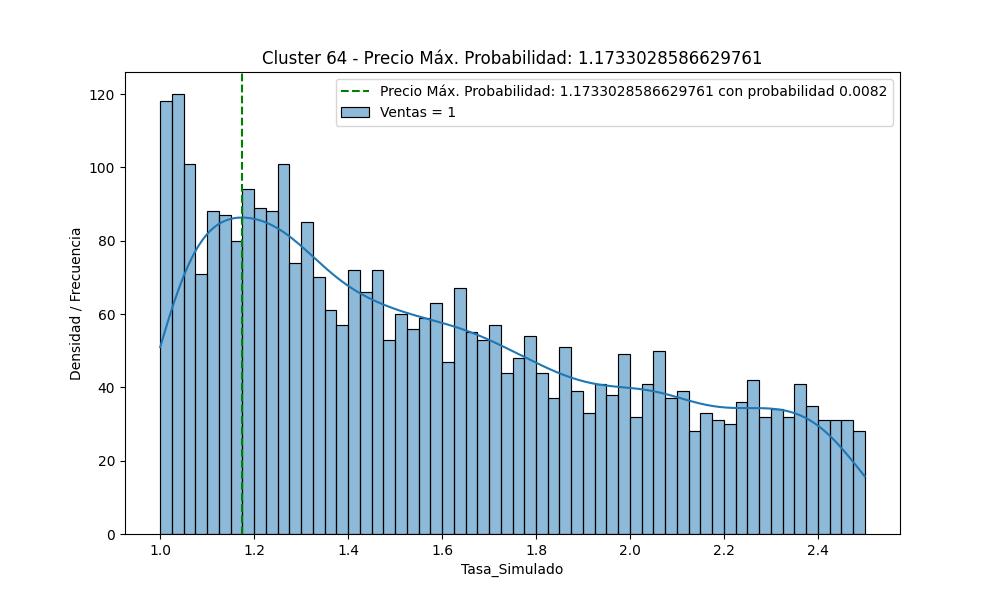 Cluster 64 - Precio Máx. Probabilidad: 1.1733028586629761
Precio Máx. Probabilidad: 1.1733028586629761 con probabilidad 0.0082
Ventas = 1
Densidad / Frecuencia
120
100
80
60
40
20
0
1.0 1.2 1.4 1.6 1.8 2.0 2.2 2.4
Tasa_Simulado